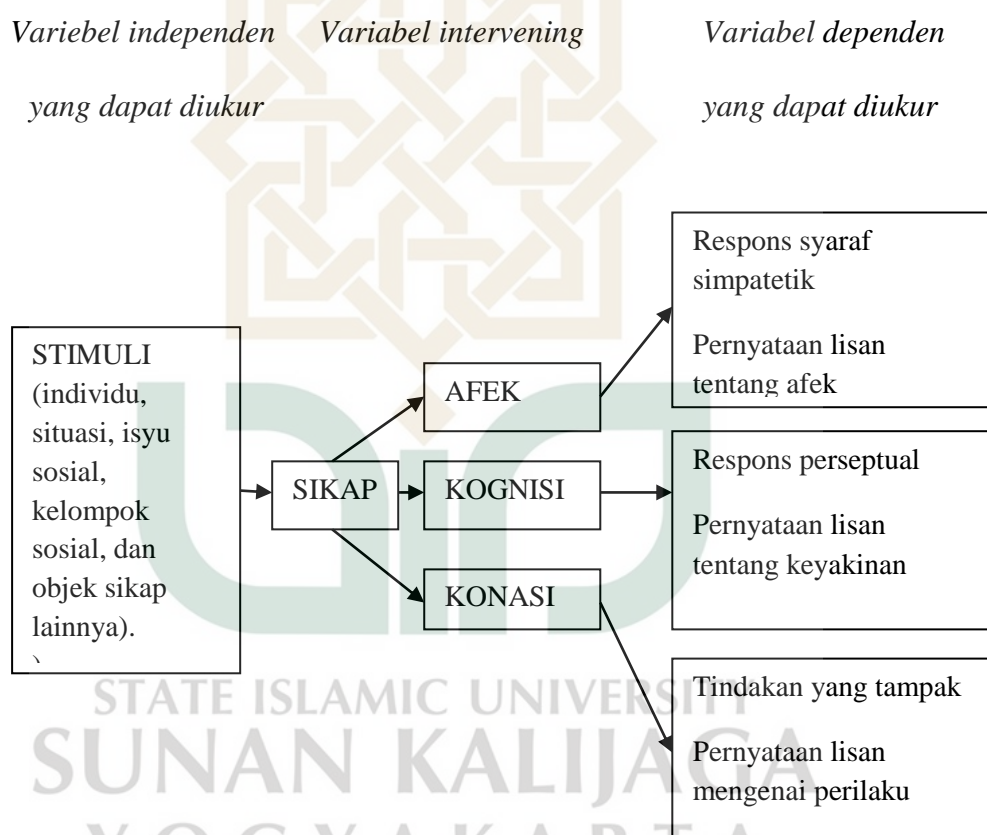 Variebel independen Variabel intervening Variabel dependen
yang dapat diukur yang dapat diukur
Respons syaraf
simpatetik
Pernyataan lisan
tentang afek
STIMULI
(individu,
situasi, isyu
sosial,
kelompok
sosial, dan
objek sikap
lainnya).
SIKAP
AFEK
KOGNISI
KONASI
Respons perseptual
Pernyataan lisan
tentang keyakinan
Tindakan yang tampak
Pernyataan lisan
mengenai perilaku
STATE ISLAMIC UNIVERSITY
SUNAN KALIJAGA
YOGYAKARTA